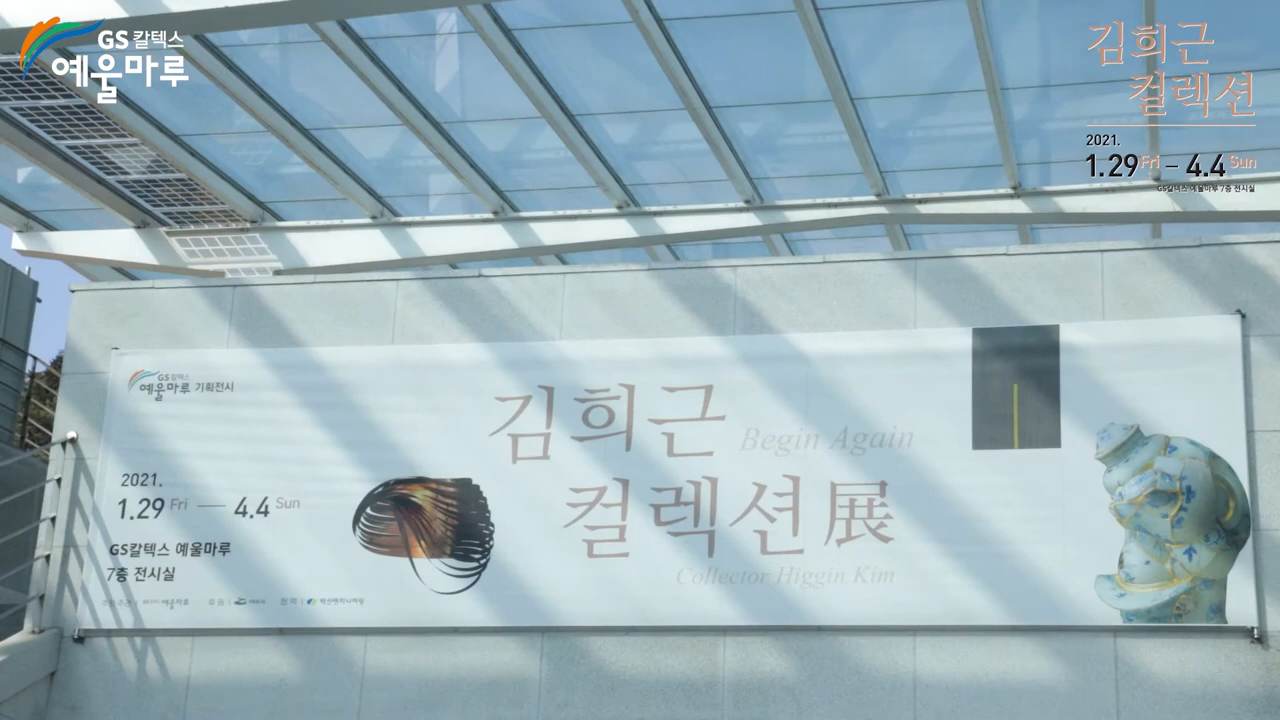 GS 칼텍스
예울마루
김희근
컬렉션
2021.
1.29 Fri – 4.4 Sun
GS칼텍스 예울마루 7층 전시실
GS 칼텍스
예울마루 기획전시
김희근 Begin Again
컬렉션 展
Collector Higgin Kim
2021.
1.29 Fri — 4.4 Sun
GS칼텍스 예울마루
7층 전시실
예울마루